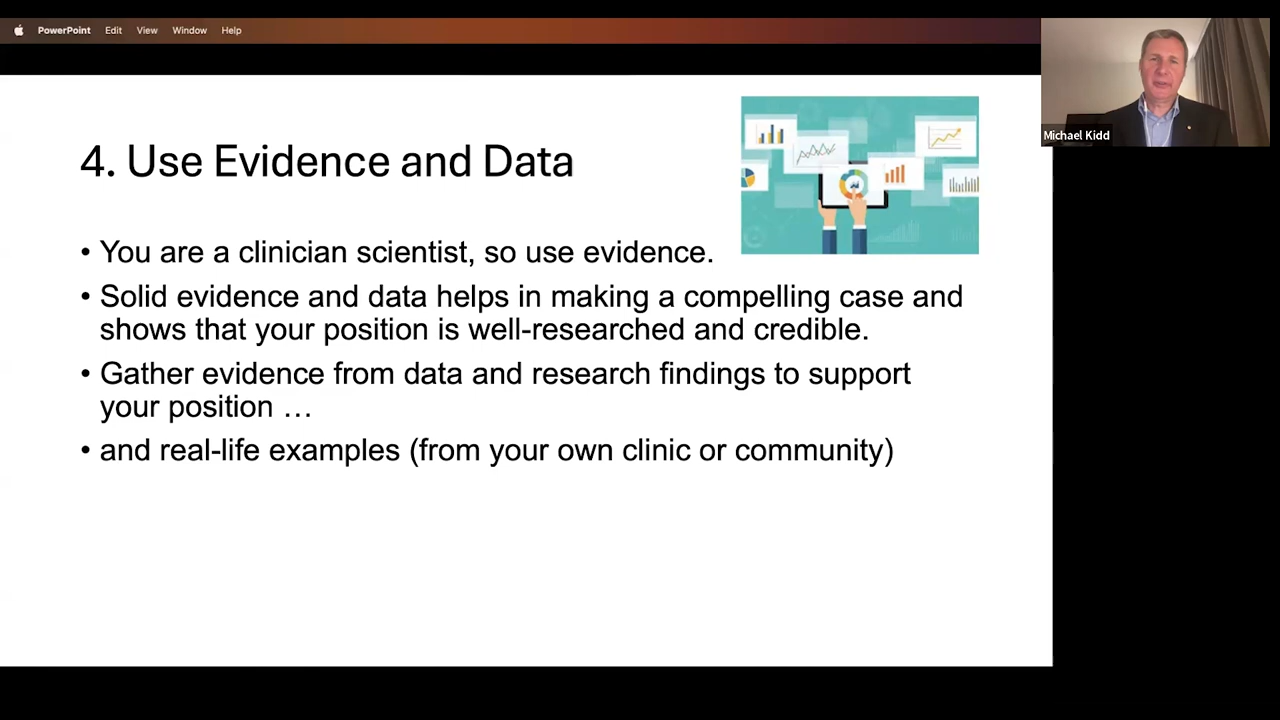 PowerPoint Edit View Window Help
Michael Kidd
4. Use Evidence and Data
• You are a clinician scientist, so use evidence.
• Solid evidence and data helps in making a compelling case and
shows that your position is well-researched and credible.
• Gather evidence from data and research findings to support
your position …
• and real-life examples (from your own clinic or community)